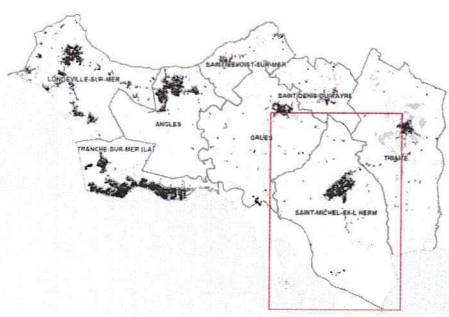 LONGEVILLE-SUR-MER
SAINT-BENOIST-SUR-MER
SAINT-DENIS-DU-PAYRE
ANGLES
GRUES
TRANCHE-SUR-MER (LA)
TRIAIZE
SAINT-MICHEL-EN-L HERM